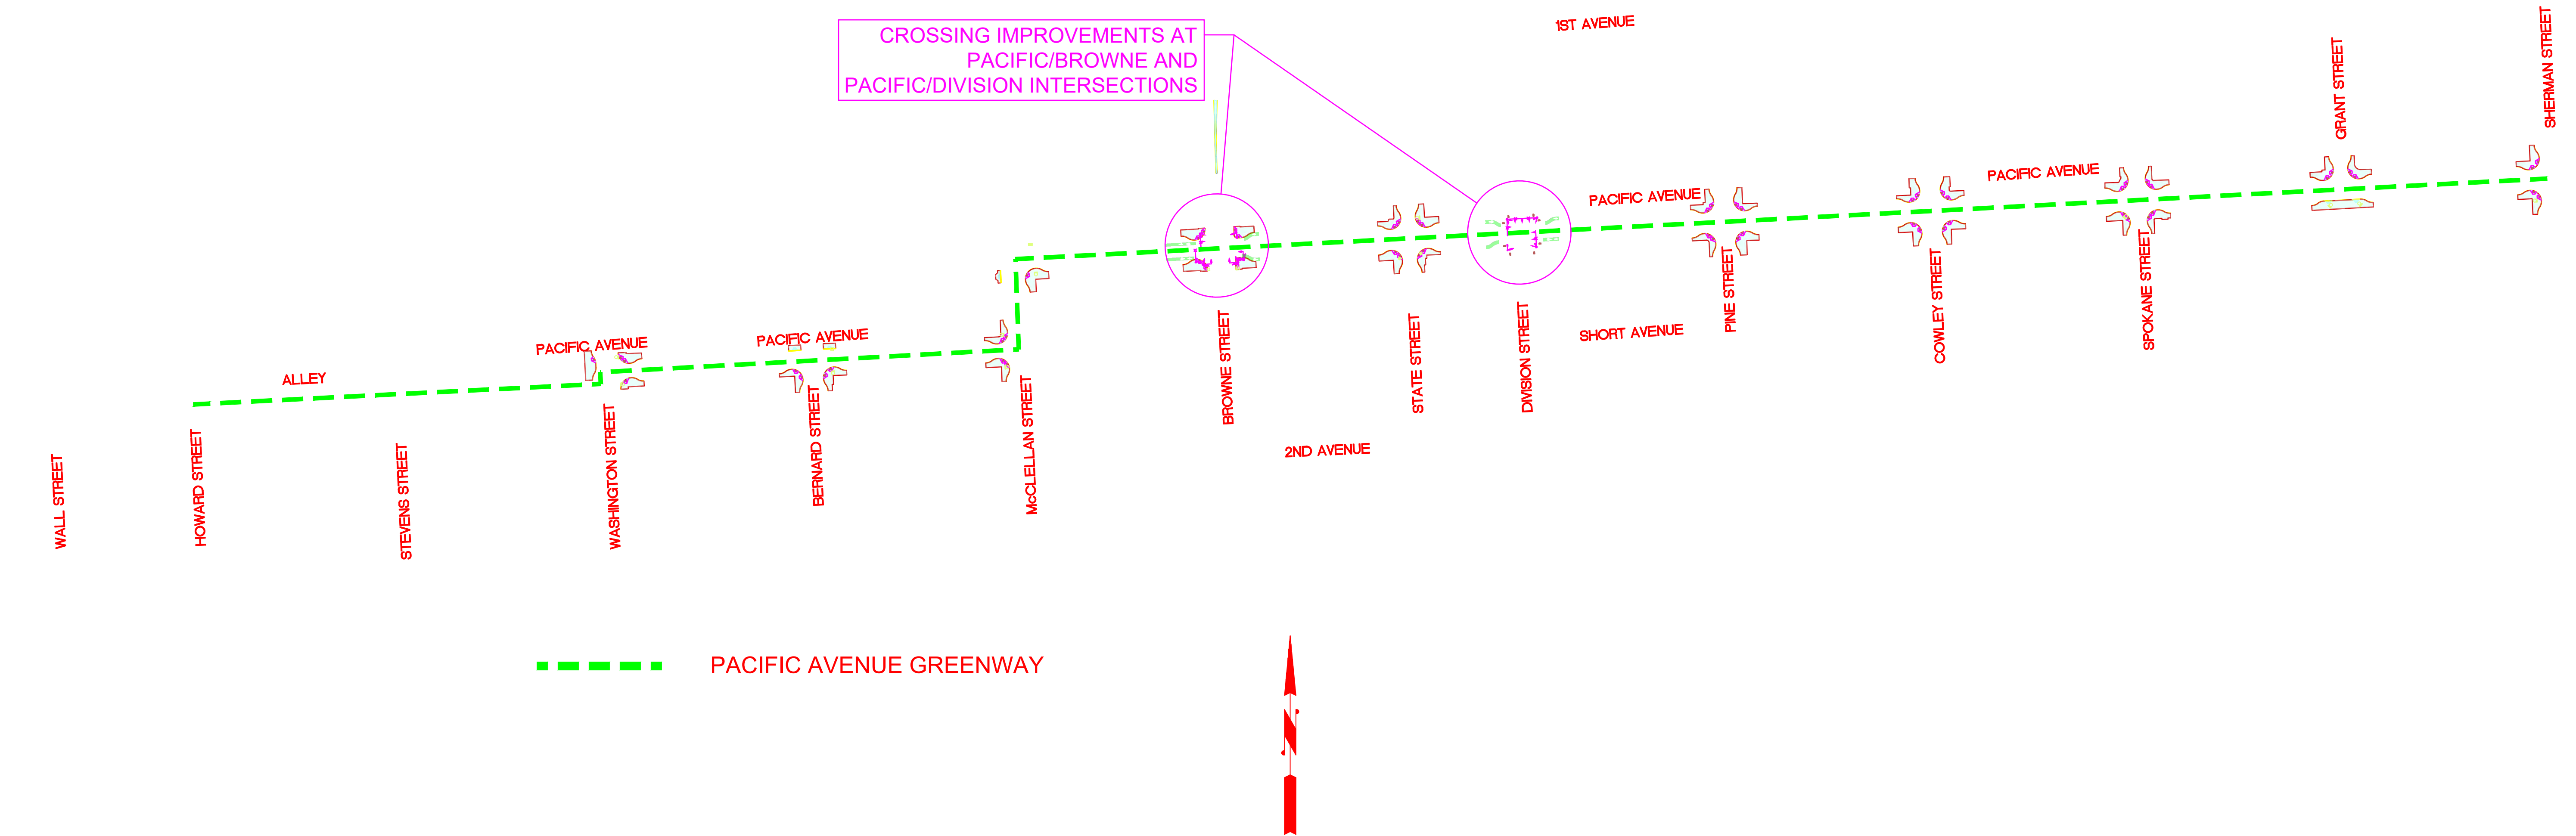 CROSSING IMPROVEMENTS AT
PACIFIC/BROWNE AND
PACIFIC/DIVISION INTERSECTIONS
1ST AVENUE
GRANT STREET
SHERMAN STREET
PACIFIC AVENUE
PACIFIC AVENUE
PACIFIC AVENUE
PACIFIC AVENUE
ALLEY
SHORT AVENUE
2ND AVENUE
WALL STREET
HOWARD STREET
STEVENS STREET
WASHINGTON STREET
BERNARD STREET
McCLELLAN STREET
BROWNE STREET
STATE STREET
DIVISION STREET
PINE STREET
COWLEY STREET
SPOKANE STREET
PACIFIC AVENUE GREENWAY
N